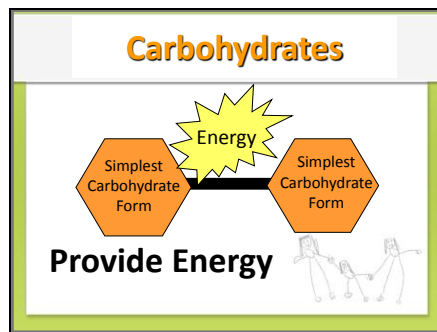 Carbohydrates
Energy
Simplest
Carbohydrate
Form
Simplest
Carbohydrate
Form
Provide Energy